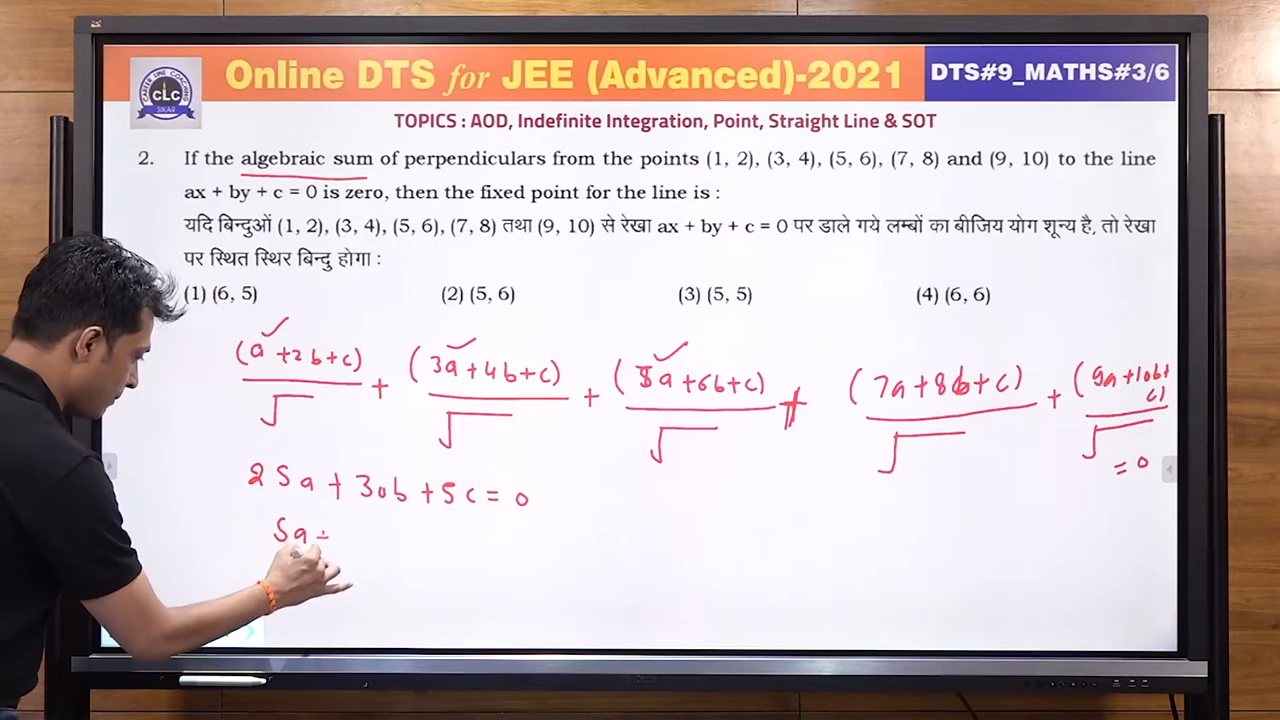 Online DTS for JEE (Advanced)-2021
DTS#9_MATHS#3/6
CAREER LINE COACHING
CLC
SIKAR
TOPICS : AOD, Indefinite Integration, Point, Straight Line & SOT
2. If the algebraic sum of perpendiculars from the points (1, 2), (3, 4), (5, 6), (7, 8) and (9, 10) to the line
ax + by + c = 0 is zero, then the fixed point for the line is :
यदि बिन्दुओं (1, 2), (3, 4), (5, 6), (7, 8) तथा (9, 10) से रेखा ax + by + c = 0 पर डाले गये लम्बों का बीजिय योग शून्य है, तो रेखा
पर स्थित स्थिर बिन्दु होगा :
(1) (6, 5) (2) (5, 6) (3) (5, 5) (4) (6, 6)
(a+2b+c)/√ + (3a+4b+c)/√ + (5a+6b+c)/√ + (7a+8b+c)/√ + (9a+10b+c)/√ = 0
25a + 30b + 5c = 0
5a +